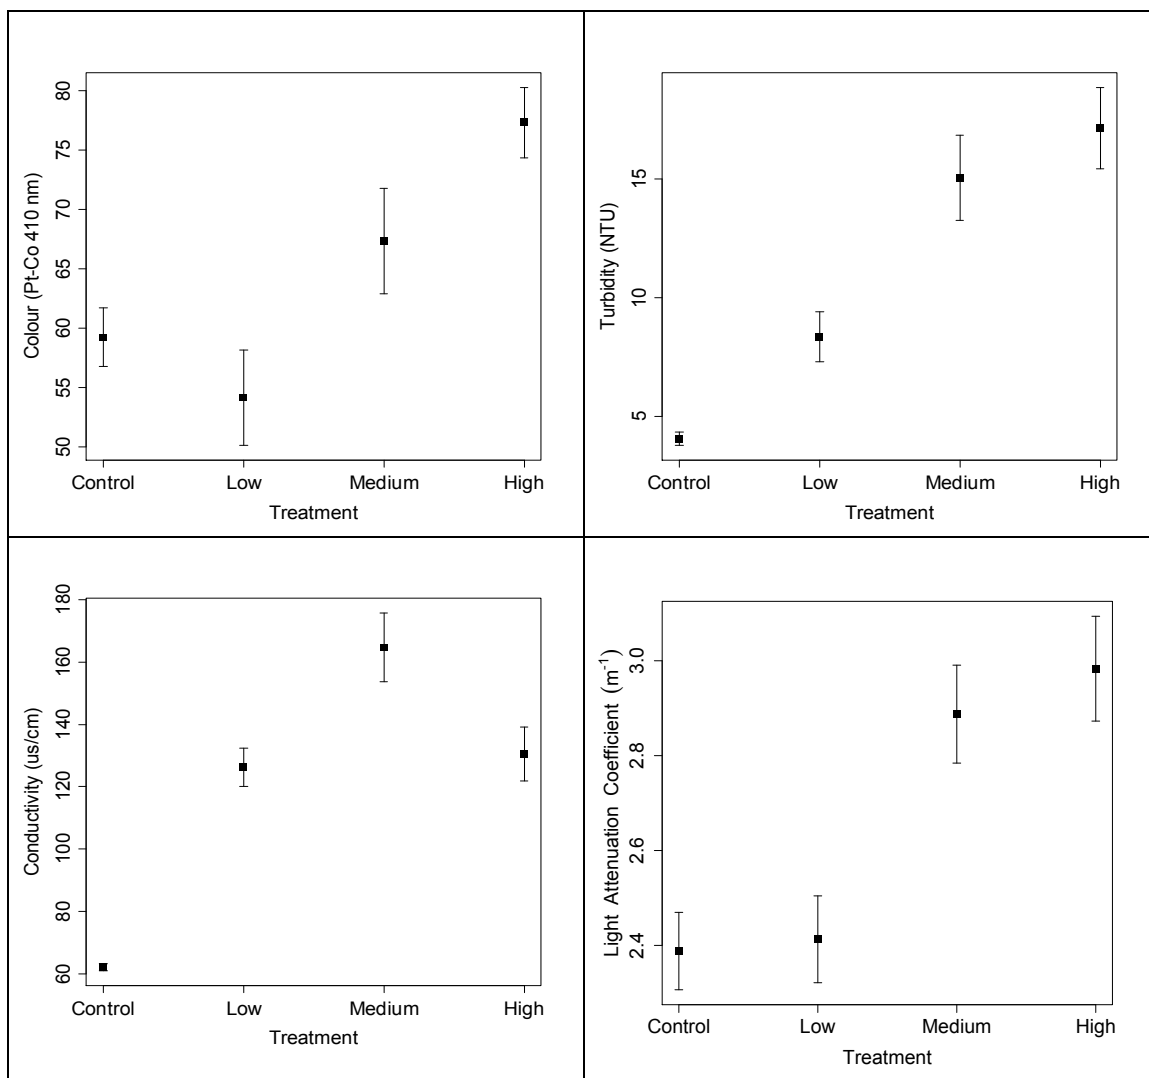 Colour (Pt-Co 410 nm)
80
75
70
65
60
55
50
Control Low Medium High
Treatment
Turbidity (NTU)
15
10
5
Control Low Medium High
Treatment
Conductivity (us/cm)
180
160
140
120
100
80
60
Control Low Medium High
Treatment
Light Attenuation Coefficient (m⁻¹)
3.0
2.8
2.6
2.4
Control Low Medium High
Treatment